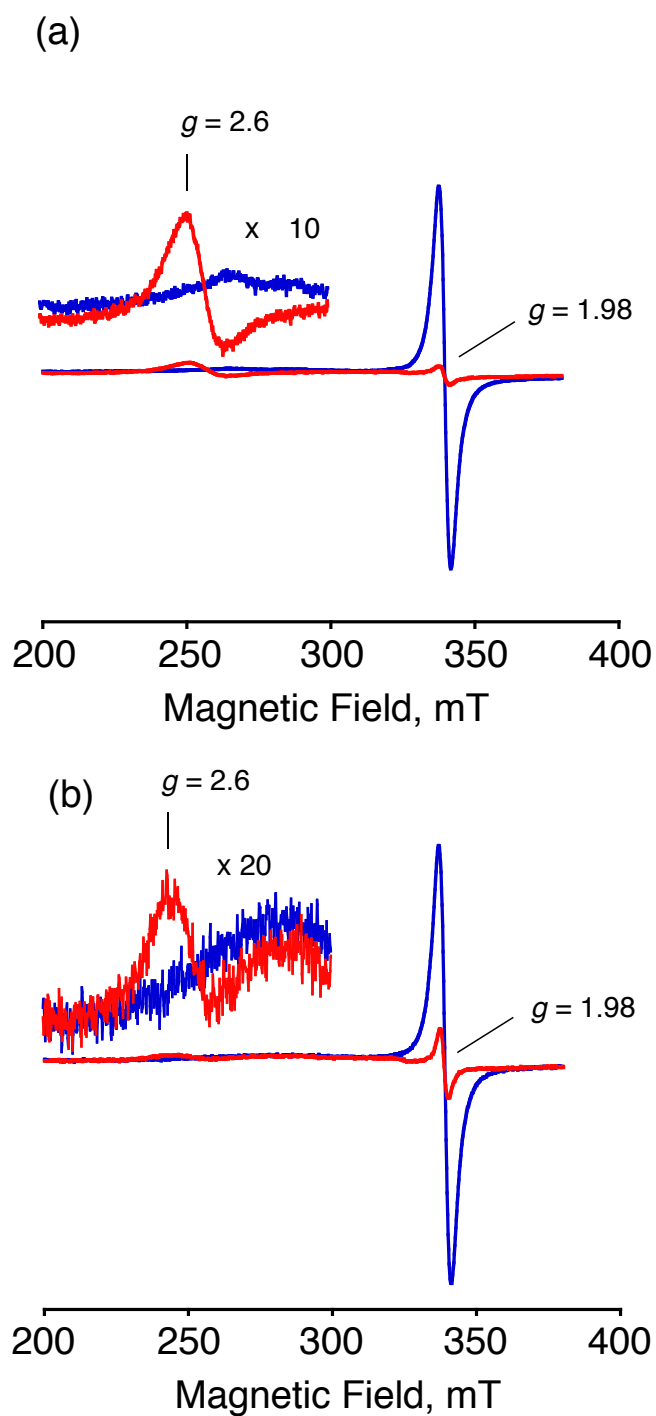 (a)
g = 2.6
x 10
g = 1.98
200 250 300 350 400
Magnetic Field, mT
(b)
g = 2.6
x 20
g = 1.98
200 250 300 350 400
Magnetic Field, mT